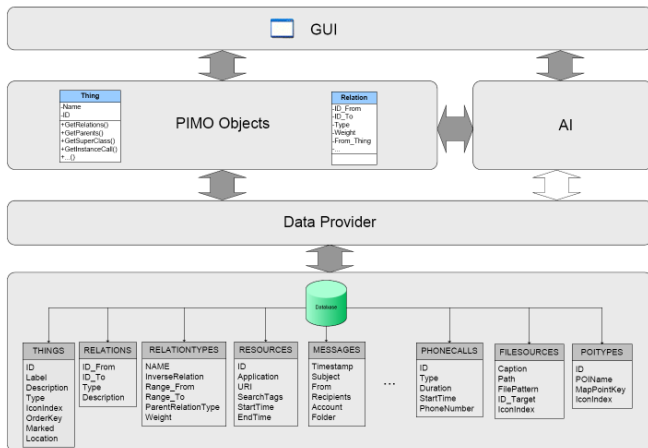 GUI
Thing
-Name
-ID
+GetRelations()
+GetParents()
+GetSuperClass()
+GetInstanceCall()
+...()
PIMO Objects
Relation
-ID_From
-ID_To
-Type
-Weight
-From_Thing
-...
AI
Data Provider
Database
THINGS
ID
Label
Description
Type
IconIndex
OrderKey
Marked
Location
RELATIONS
ID_From
ID_To
Type
Description
RELATIONTYPES
NAME
InverseRelation
Range_From
Range_To
ParentRelationType
Weight
RESOURCES
ID
Application
URI
SearchTags
StartTime
EndTime
MESSAGES
Timestamp
Subject
From
Recipients
Account
Folder
...
PHONECALLS
ID
Type
Duration
StartTime
PhoneNumber
FILESOURCES
Caption
Path
FilePattern
ID_Target
IconIndex
POITYPES
ID
POIName
MapPointKey
IconIndex